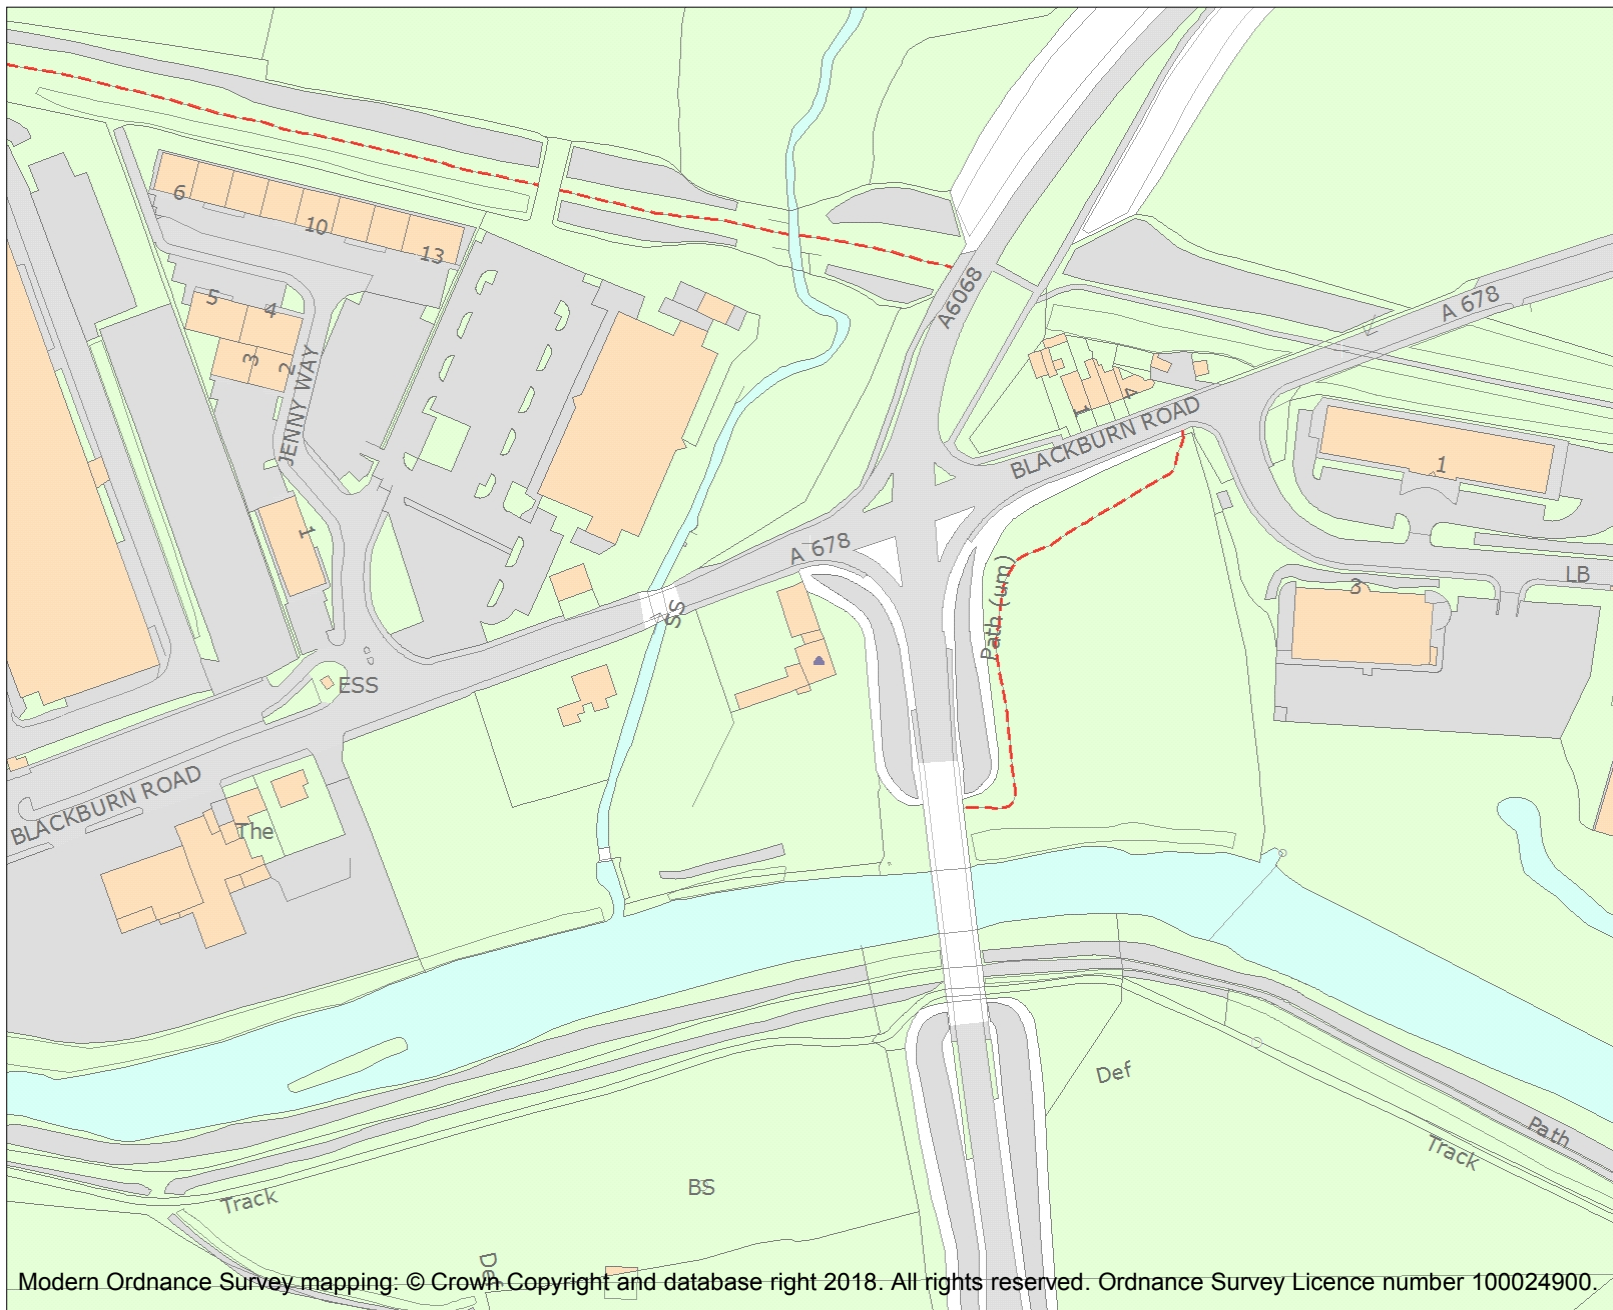 6
10
13
A6068
A 678
5
4
3
2
JENNY WAY
1
4
BLACKBURN ROAD
1
1
A 678
Path (um)
LB
3
SS
ESS
BLACKBURN ROAD
The
Def
Path
Track
BS
Track
Def
Modern Ordnance Survey mapping: © Crown Copyright and database right 2018. All rights reserved. Ordnance Survey Licence number 100024900.